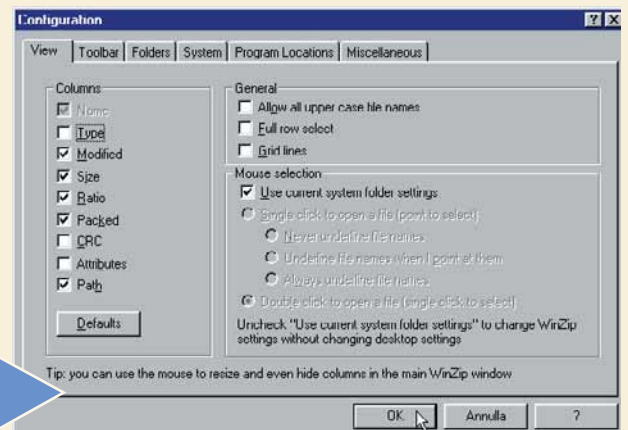 Configuration
View Toolbar Folders System Program Locations Miscellaneous
Columns
Name
Type
Modified
Size
Ratio
Packed
CRC
Attributes
Path
Defaults
General
Allow all upper case file names
Full row select
Grid lines
Mouse selection
Use current system folder settings
Single click to open a file (point to select)
Never underline file names
Underline file names when I point at them
Always underline file names
Double click to open a file (single click to select)
Uncheck "Use current system folder settings" to change WinZip
settings without changing desktop settings
Tip: you can use the mouse to resize and even hide columns in the main WinZip window
OK Annulla ?